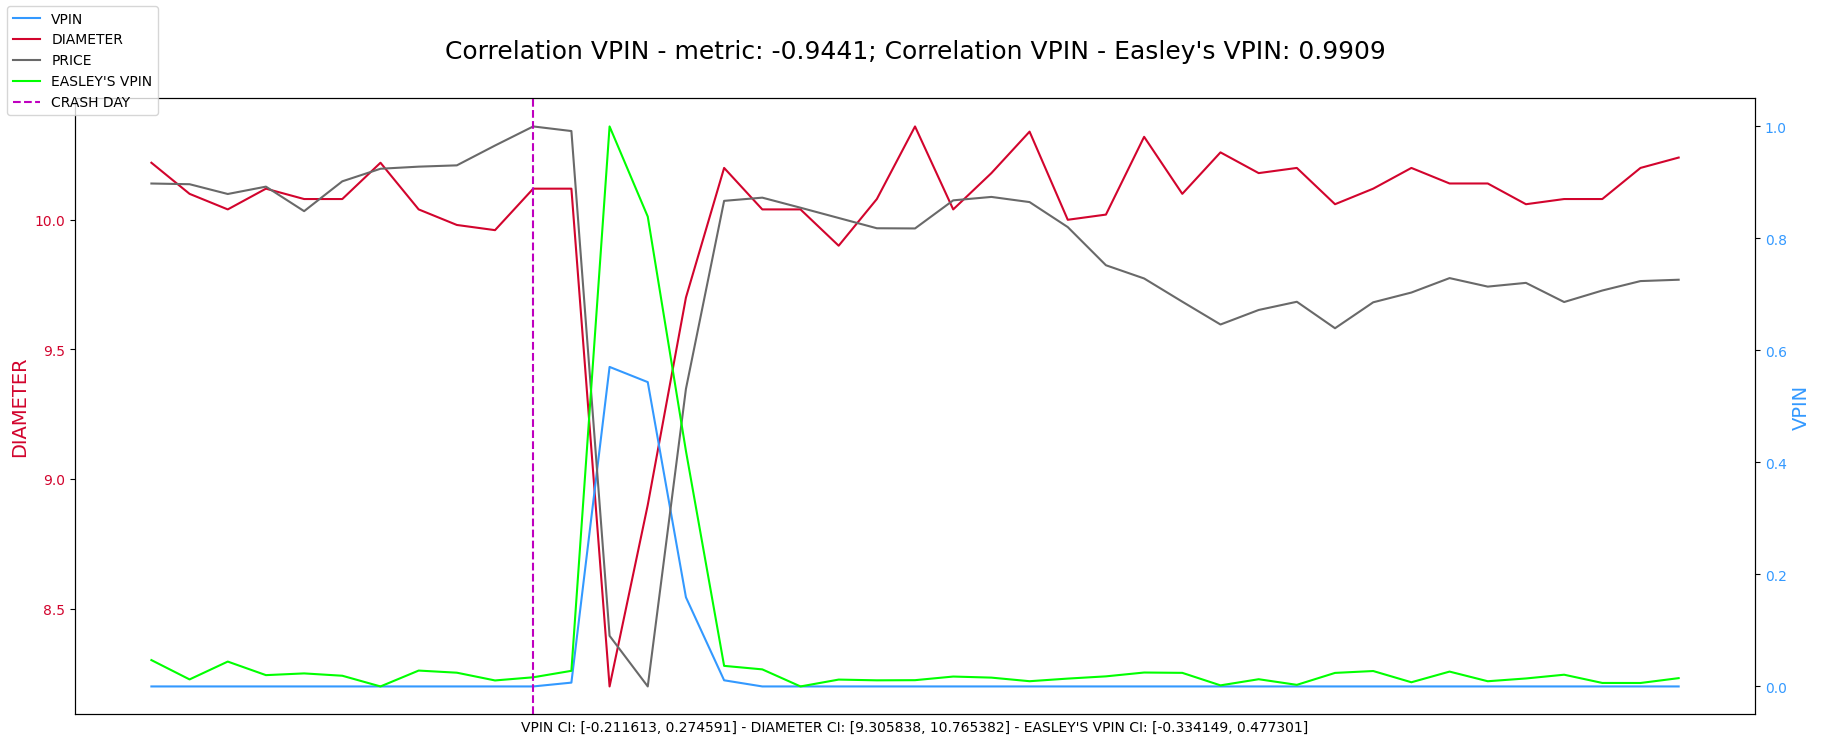 VPIN
DIAMETER
PRICE
EASLEY'S VPIN
CRASH DAY
Correlation VPIN - metric: -0.9441; Correlation VPIN - Easley's VPIN: 0.9909
DIAMETER
10.0
9.5
9.0
8.5
1.0
0.8
0.6
0.4
0.2
0.0
VPIN
VPIN CI: [-0.211613, 0.274591] - DIAMETER CI: [9.305838, 10.765382] - EASLEY'S VPIN CI: [-0.334149, 0.477301]